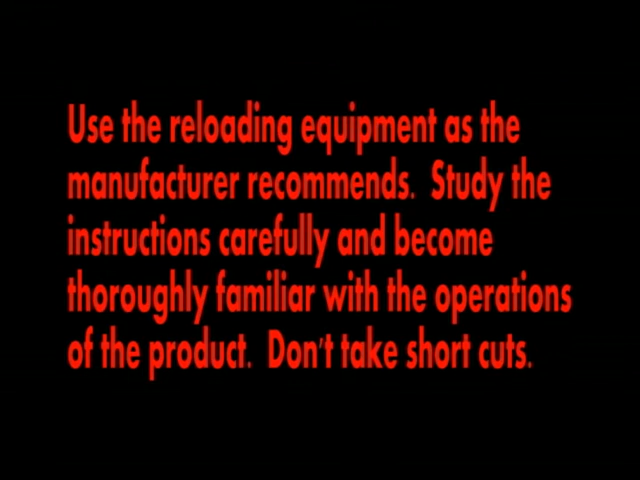 Use the reloading equipment as the
manufacturer recommends. Study the
instructions carefully and become
thoroughly familiar with the operations
of the product. Don't take short cuts.